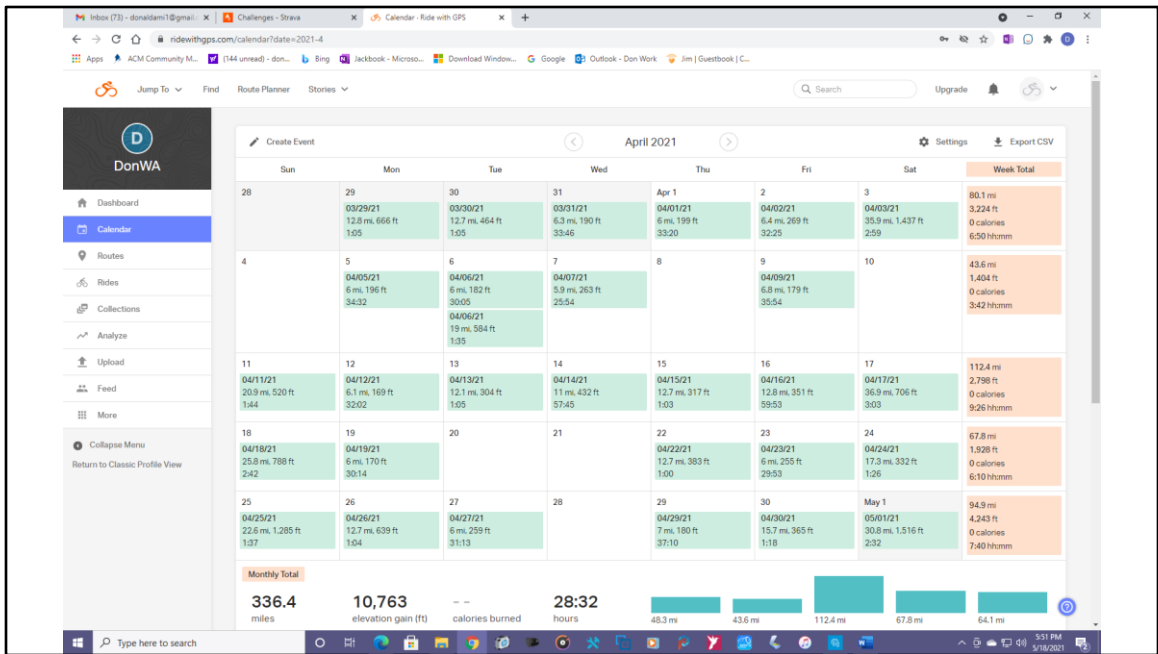 Inbox (73) - donaldami1@gmail.
Challenges - Strava
Calendar · Ride with GPS
ridewithgps.com/calendar?date=2021-4
Apps
ACM Community M...
(144 unread) - don...
Bing
Jackbook - Microso...
Download Window...
Google
Outlook - Don Work
Jim | Guestbook | C...
Jump To
Find
Route Planner
Stories
Search
Upgrade
D
DonWA
Dashboard
Calendar
Routes
Rides
Collections
Analyze
Upload
Feed
More
Collapse Menu
Return to Classic Profile View
Create Event
April 2021
Settings
Export CSV
Sun Mon Tue Wed Thu Fri Sat Week Total
28
29
03/29/21
12.8 mi, 666 ft
1:05
30
03/30/21
12.7 mi, 464 ft
1:05
31
03/31/21
6.3 mi, 190 ft
33:46
Apr 1
04/01/21
6 mi, 199 ft
33:20
2
04/02/21
6.4 mi, 269 ft
32:25
3
04/03/21
35.9 mi, 1,437 ft
2:59
80.1 mi
3,224 ft
0 calories
6:50 hh:mm
4
5
04/05/21
6 mi, 196 ft
34:32
6
04/06/21
6 mi, 182 ft
30:05
04/06/21
19 mi, 584 ft
1:35
7
04/07/21
5.9 mi, 263 ft
25:54
8
9
04/09/21
6.8 mi, 179 ft
35:54
10
43.6 mi
1,404 ft
0 calories
3:42 hh:mm
11
04/11/21
20.9 mi, 520 ft
1:44
12
04/12/21
6.1 mi, 169 ft
32:02
13
04/13/21
12.1 mi, 304 ft
1:05
14
04/14/21
11 mi, 432 ft
57:45
15
04/15/21
12.7 mi, 317 ft
1:03
16
04/16/21
12.8 mi, 351 ft
59:53
17
04/17/21
36.9 mi, 706 ft
3:03
112.4 mi
2,798 ft
0 calories
9:26 hh:mm
18
04/18/21
25.8 mi, 788 ft
2:42
19
04/19/21
6 mi, 170 ft
30:14
20
21
22
04/22/21
12.7 mi, 383 ft
1:00
23
04/23/21
6 mi, 255 ft
29:53
24
04/24/21
17.3 mi, 332 ft
1:26
67.8 mi
1,928 ft
0 calories
6:10 hh:mm
25
04/25/21
22.6 mi, 1,285 ft
1:37
26
04/26/21
12.7 mi, 639 ft
1:04
27
04/27/21
6 mi, 259 ft
31:13
28
29
04/29/21
7 mi, 180 ft
37:10
30
04/30/21
15.7 mi, 365 ft
1:18
May 1
05/01/21
30.8 mi, 1,516 ft
2:32
94.9 mi
4,243 ft
0 calories
7:40 hh:mm
Monthly Total
336.4
miles
10,763
elevation gain (ft)
- -
calories burned
28:32
hours
48.3 mi
43.6 mi
112.4 mi
67.8 mi
64.1 mi
Type here to search
5:51 PM
5/18/2021